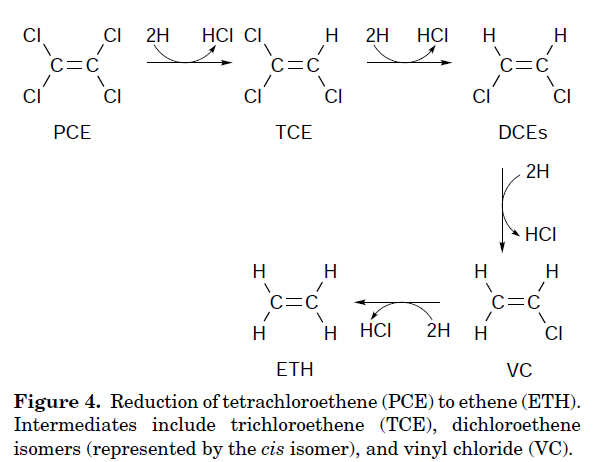 Cl Cl 2H HCl Cl H 2H HCl H H
C=C C=C C=C
Cl Cl Cl Cl Cl Cl
PCE TCE DCEs
2H
HCl
H H H H
C=C C=C
H H HCl 2H H Cl
ETH VC
Figure 4. Reduction of tetrachloroethene (PCE) to ethene (ETH).
Intermediates include trichloroethene (TCE), dichloroethene
isomers (represented by the cis isomer), and vinyl chloride (VC).